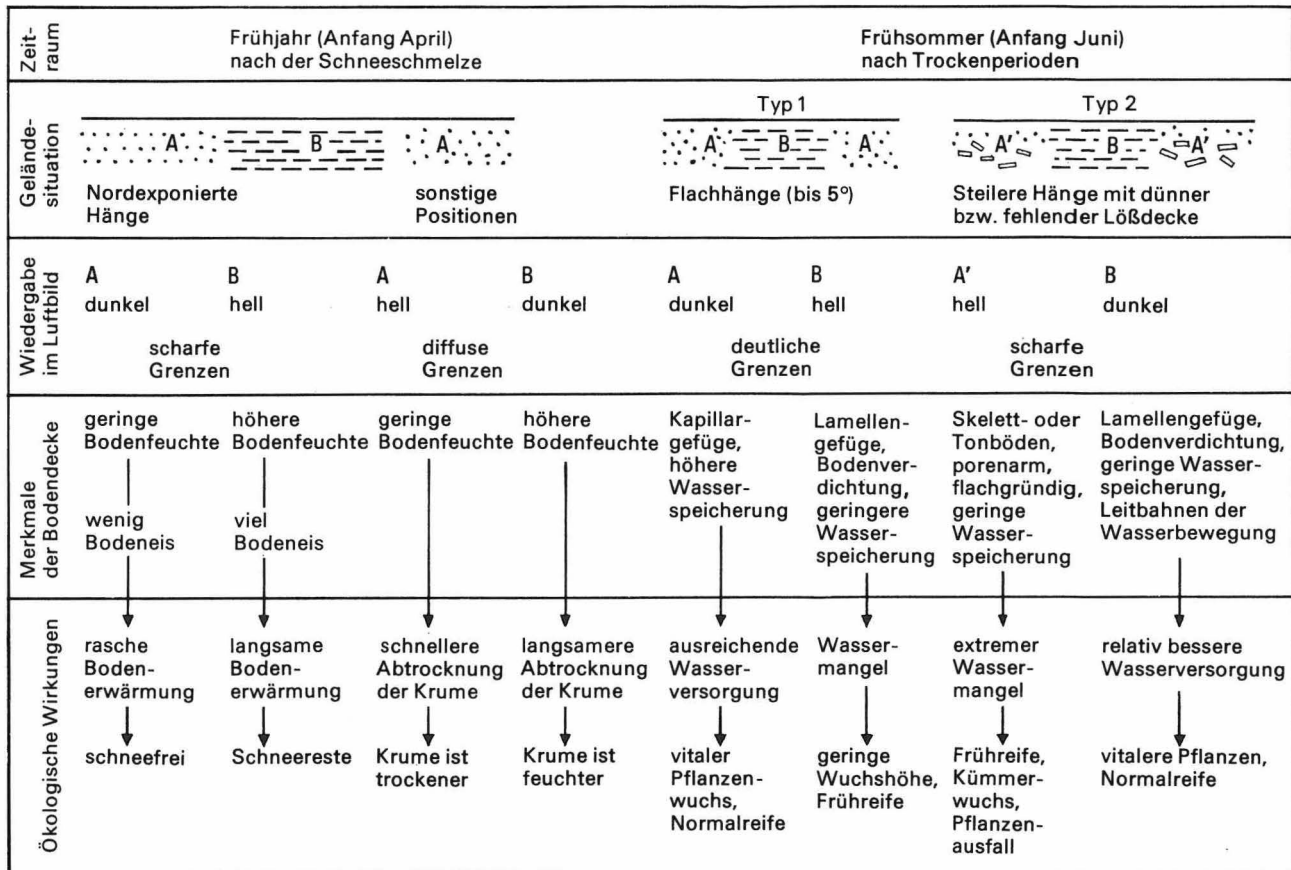 Zeit-
raum
Frühjahr (Anfang April)
nach der Schneeschmelze
Frühsommer (Anfang Juni)
nach Trockenperioden
Gelände-
situation
A
B
A
Nordexponierte
Hänge
sonstige
Positionen
Typ 1
A
B
A
Flachhänge (bis 5°)
Typ 2
A'
B
A'
Steilere Hänge mit dünner
bzw. fehlender Lößdecke
Wiedergabe
im Luftbild
A
dunkel
B
hell
scharfe
Grenzen
A
hell
B
dunkel
diffuse
Grenzen
A
dunkel
B
hell
deutliche
Grenzen
A'
hell
B
dunkel
scharfe
Grenzen
Merkmale
der Bodendecke
geringe
Bodenfeuchte
wenig
Bodeneis
höhere
Bodenfeuchte
viel
Bodeneis
geringe
Bodenfeuchte
höhere
Bodenfeuchte
Kapillar-
gefüge,
höhere
Wasser-
speicherung
Lamellen-
gefüge,
Bodenver-
dichtung,
geringere
Wasser-
speicherung
Skelett- oder
Tonböden,
porenarm,
flachgründig,
geringe
Wasser-
speicherung
Lamellengefüge,
Bodenverdichtung,
geringe Wasser-
speicherung,
Leitbahnen der
Wasserbewegung
Ökologische Wirkungen
rasche
Boden-
erwärmung
schneefrei
langsame
Boden-
erwärmung
Schneereste
schnellere
Abtrocknung
der Krume
Krume ist
trockener
langsamere
Abtrocknung
der Krume
Krume ist
feuchter
ausreichende
Wasser-
versorgung
vitaler
Pflanzen-
wuchs,
Normalreife
Wasser-
mangel
geringe
Wuchshöhe,
Frühreife
extremer
Wasser-
mangel
Frühreife,
Kümmer-
wuchs,
Pflanzen-
ausfall
relativ bessere
Wasserversorgung
vitalere Pflanzen,
Normalreife